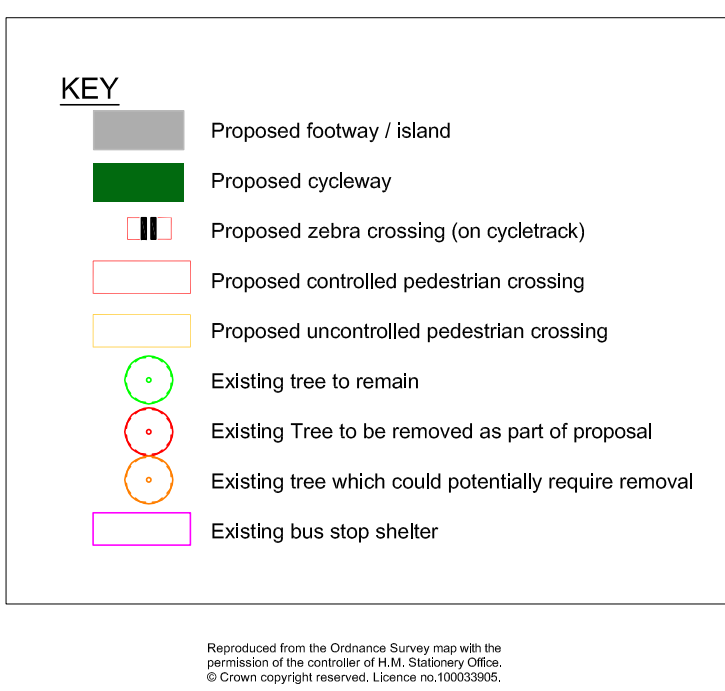 KEY
Proposed footway / island
Proposed cycleway
Proposed zebra crossing (on cycletrack)
Proposed controlled pedestrian crossing
Proposed uncontrolled pedestrian crossing
Existing tree to remain
Existing Tree to be removed as part of proposal
Existing tree which could potentially require removal
Existing bus stop shelter
Reproduced from the Ordnance Survey map with the
permission of the controller of H.M. Stationery Office.
© Crown copyright reserved. Licence no.100033905.